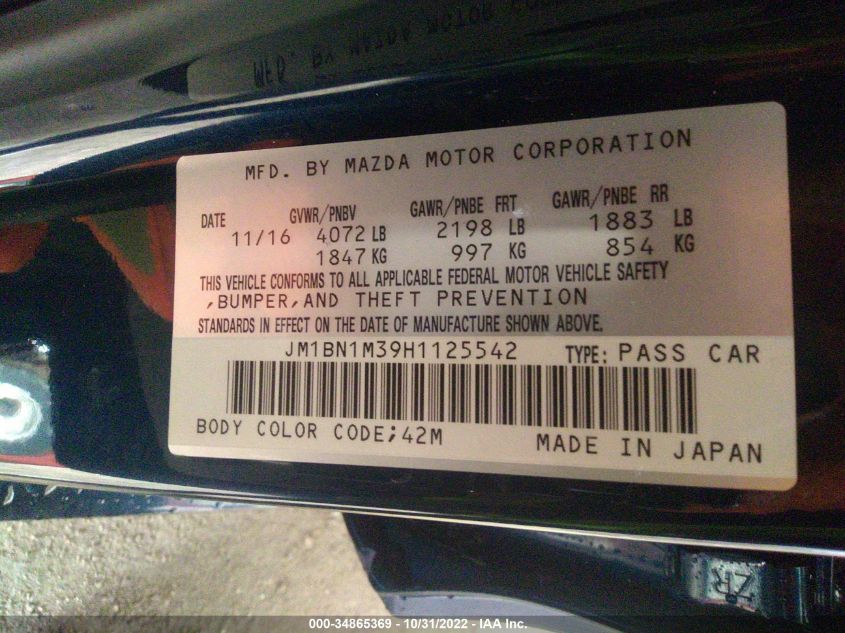 MFD. BY MAZDA MOTOR CORPORATION
DATE GVWR/PNBV GAWR/PNBE FRT GAWR/PNBE RR
11/16 4072 LB 2198 LB 1883 LB
1847 KG 997 KG 854 KG
THIS VEHICLE CONFORMS TO ALL APPLICABLE FEDERAL MOTOR VEHICLE SAFETY
,BUMPER,AND THEFT PREVENTION
STANDARDS IN EFFECT ON THE DATE OF MANUFACTURE SHOWN ABOVE.
JM1BN1M39H1125542 TYPE: PASS CAR
BODY COLOR CODE;42M MADE IN JAPAN
ZR
000-34865369 - 10/31/2022 - IAA Inc.